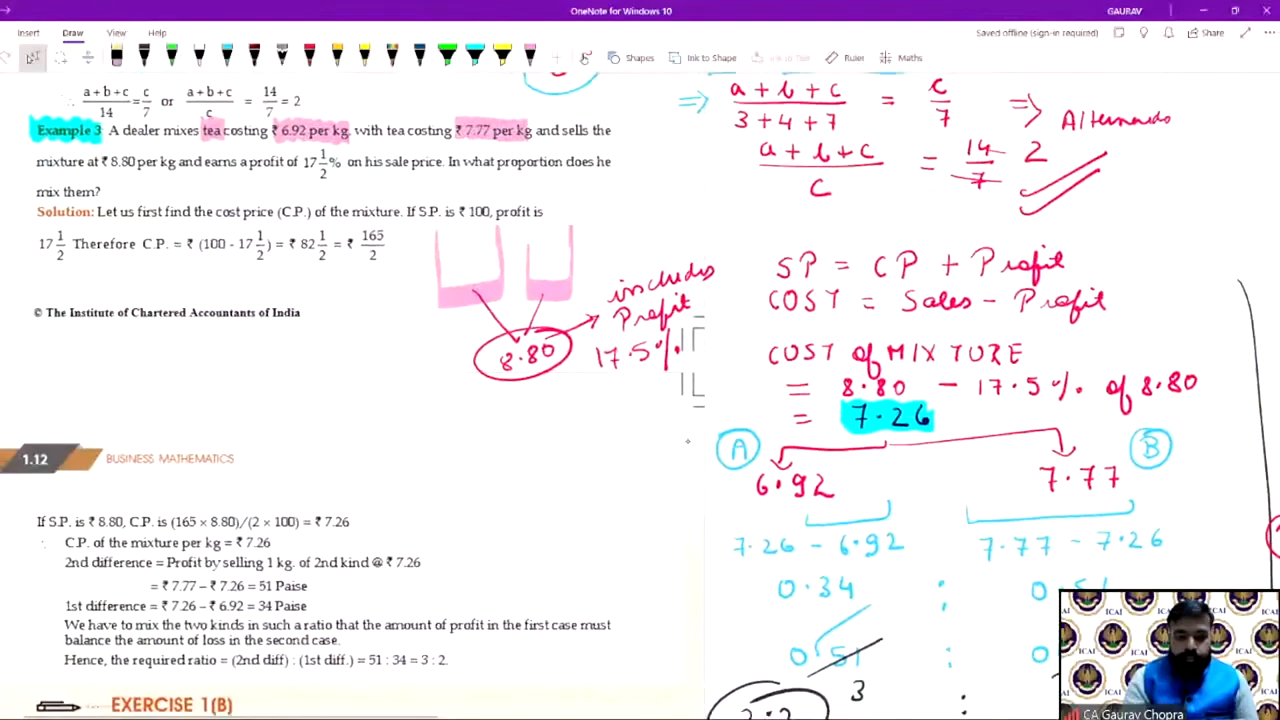 OneNote for Windows 10
GAURAV
Insert Draw View Help
Saved offline (sign-in required)
Share
Shapes
Ink to Shape
Ink to Text
Ruler
Maths
a + b + c / 14 = c / 7 or a + b + c / c = 14 / 7 = 2
Example 3: A dealer mixes tea costing ₹ 6.92 per kg. with tea costing ₹ 7.77 per kg and sells the
mixture at ₹ 8.80 per kg and earns a profit of 17 1/2 % on his sale price. In what proportion does he
mix them?
Solution: Let us first find the cost price (C.P.) of the mixture. If S.P. is ₹ 100, profit is
17 1/2 Therefore C.P. = ₹ (100 - 17 1/2) = ₹ 82 1/2 = ₹ 165/2
© The Institute of Chartered Accountants of India
8.80
includes
Profit
17.5%
1.12 BUSINESS MATHEMATICS
If S.P. is ₹ 8.80, C.P. is (165 × 8.80)/(2 × 100) = ₹ 7.26
∴ C.P. of the mixture per kg = ₹ 7.26
2nd difference = Profit by selling 1 kg. of 2nd kind @ ₹ 7.26
= ₹ 7.77 – ₹ 7.26 = 51 Paise
1st difference = ₹ 7.26 – ₹ 6.92 = 34 Paise
We have to mix the two kinds in such a ratio that the amount of profit in the first case must
balance the amount of loss in the second case.
Hence, the required ratio = (2nd diff) : (1st diff.) = 51 : 34 = 3 : 2.
EXERCISE 1(B)
⇒ a + b + c / 3 + 4 + 7 = c / 7 ⇒ Alternendo
a + b + c / c = 14 / 7 2
SP = CP + Profit
COST = Sales - Profit
COST of MIXTURE
= 8.80 - 17.5% of 8.80
= 7.26
A B
6.92 7.77
7.26 - 6.92 7.77 - 7.26
0.34 : 0.51
0.51 : 0
3 :
3:2
ICAI
CA Gaurav Chopra